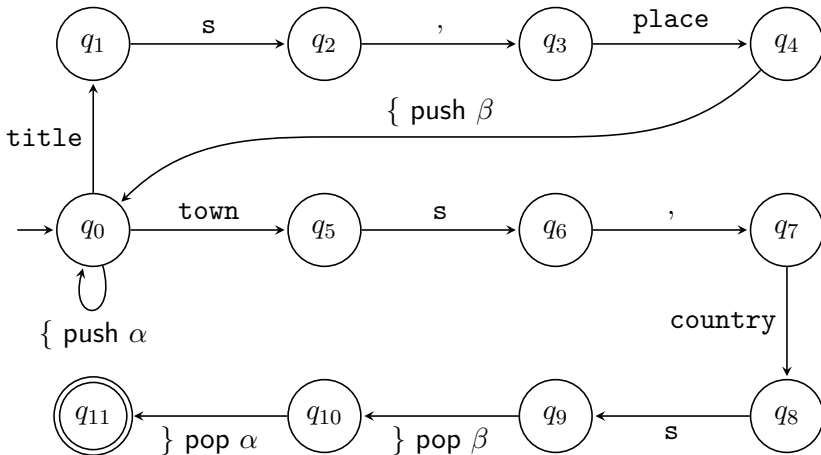 q₁ s q₂ , q₃ place q₄
{ push β
title
q₀ town q₅ s q₆ , q₇
{ push α
country
q₁₁ } pop α q₁₀ } pop β q₉ s q₈